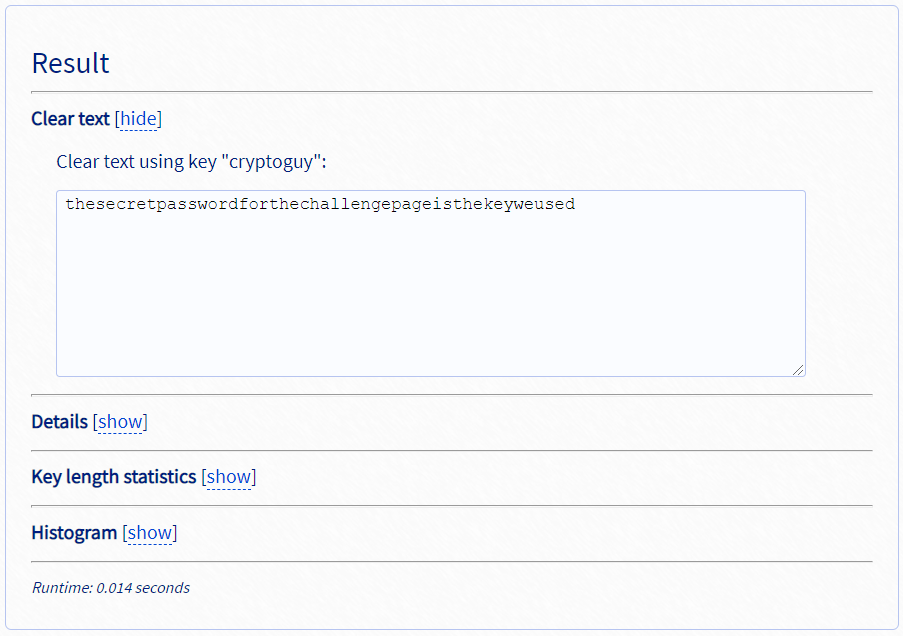 Result
Clear text [hide]
Clear text using key "cryptoguy":
thesecretpasswordforthechallengepageisthekeyweused
Details [show]
Key length statistics [show]
Histogram [show]
Runtime: 0.014 seconds